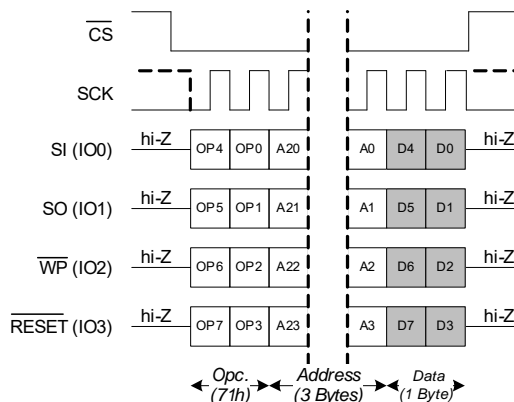 CS
SCK
SI (IO0) hi-Z OP4 OP0 A20 A0 D4 D0 hi-Z
SO (IO1) hi-Z OP5 OP1 A21 A1 D5 D1 hi-Z
WP (IO2) hi-Z OP6 OP2 A22 A2 D6 D2 hi-Z
RESET (IO3) hi-Z OP7 OP3 A23 A3 D7 D3 hi-Z
Opc. Address Data
(71h) (3 Bytes) (1 Byte)